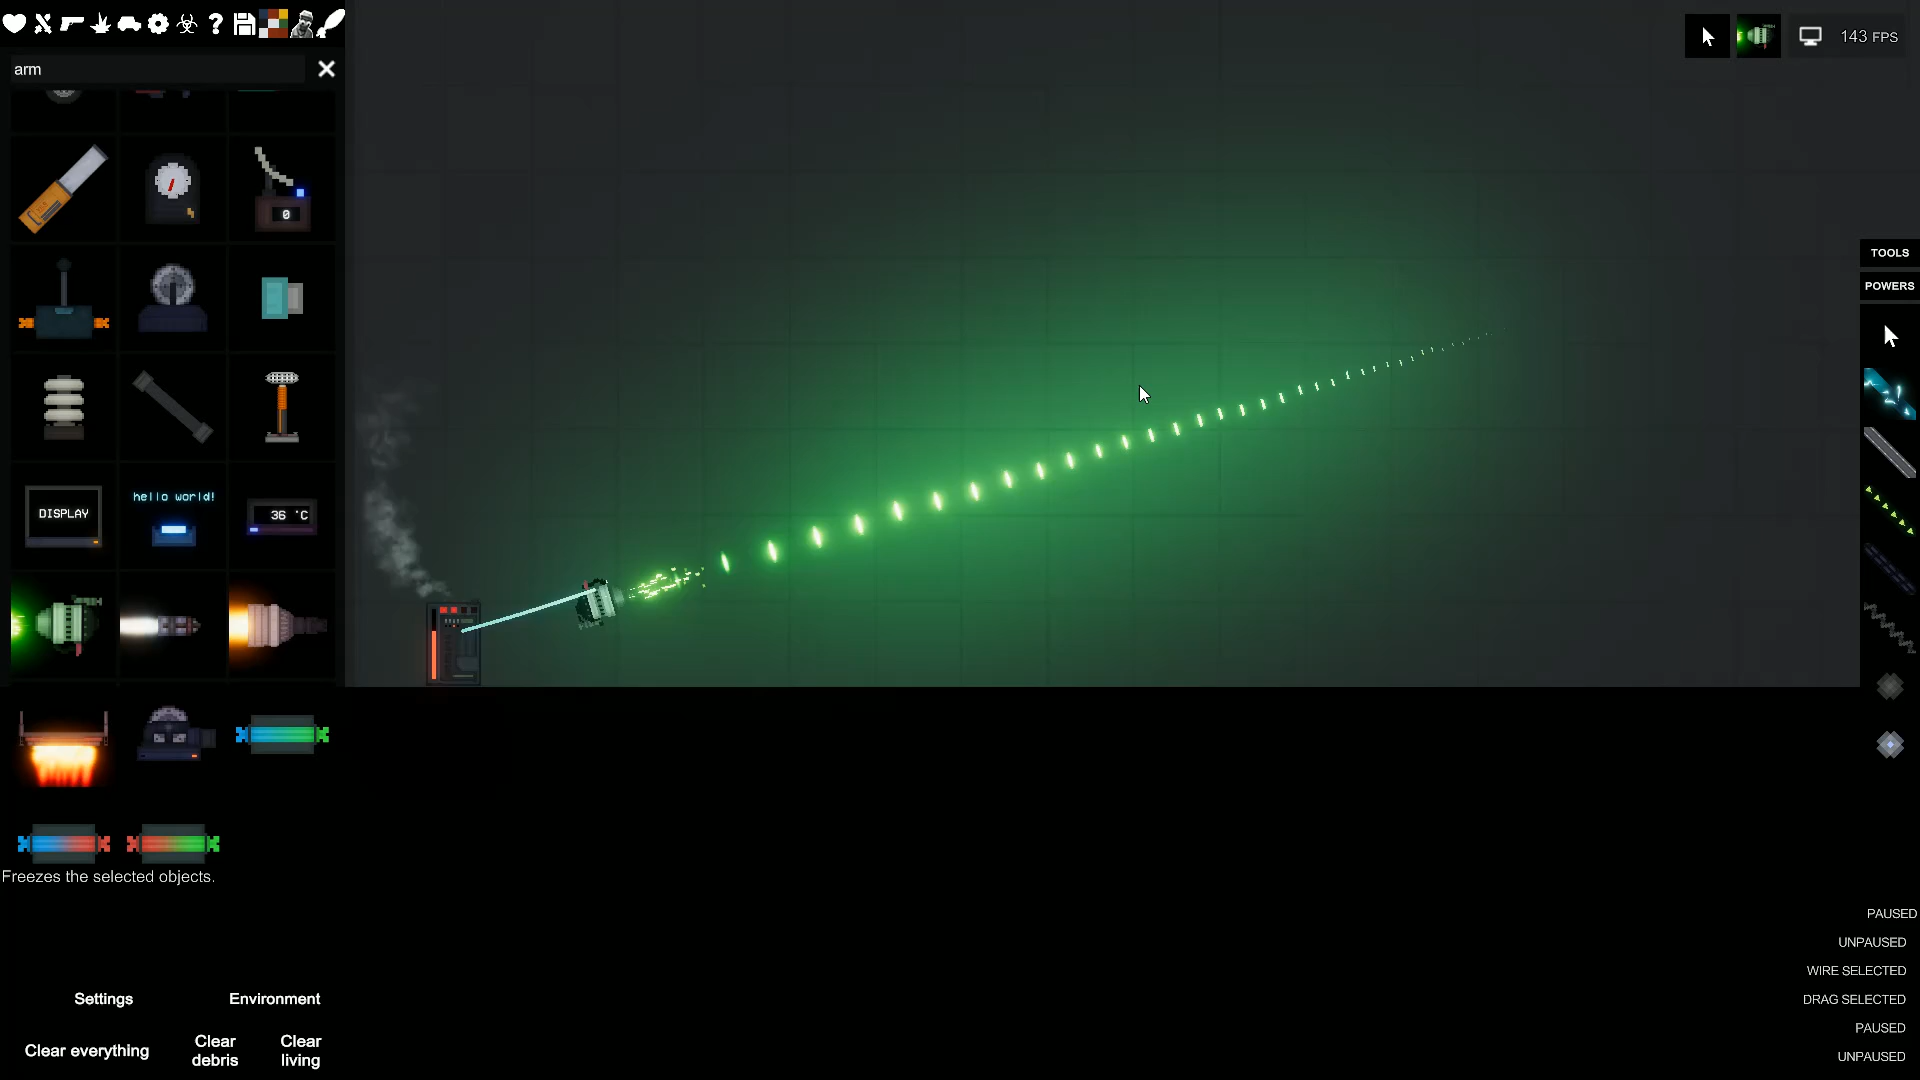 143 FPS
arm
TOOLS
POWERS
0
DISPLAY
hello world!
36 °C
Freezes the selected objects.
PAUSED
UNPAUSED
WIRE SELECTED
DRAG SELECTED
PAUSED
UNPAUSED
Settings
Environment
Clear everything
Clear
debris
Clear
living